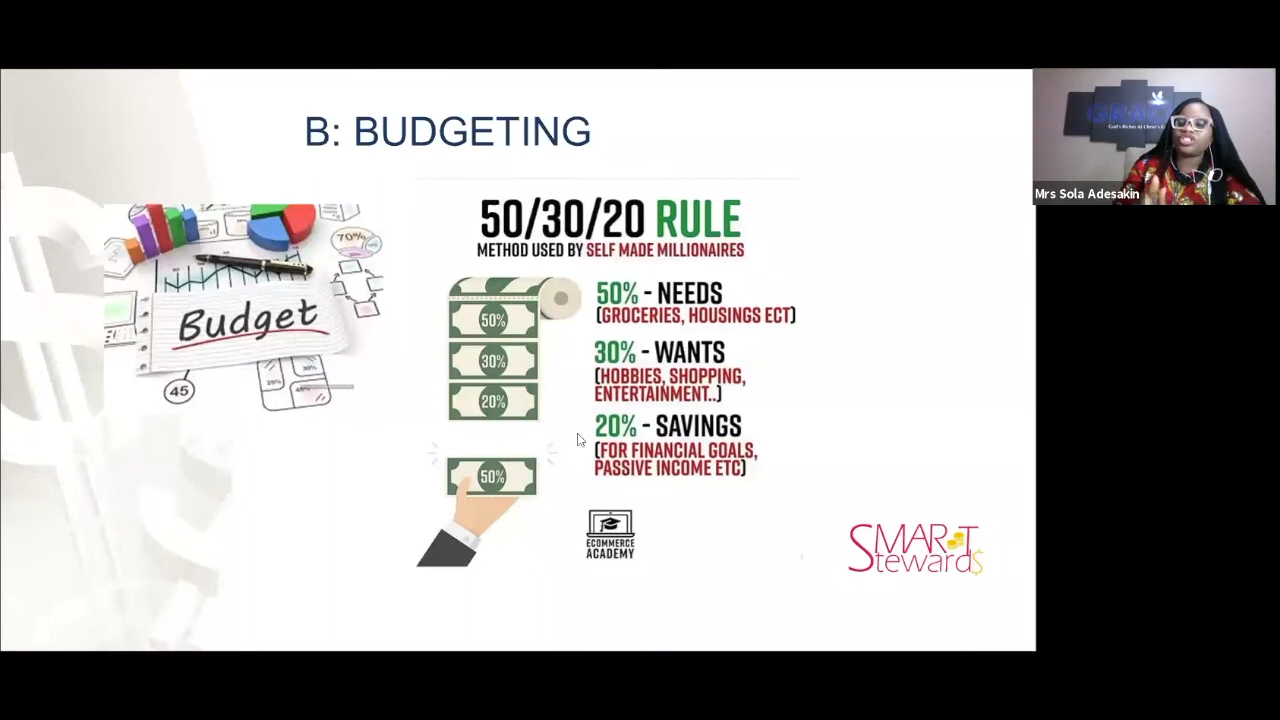 B: BUDGETING
50/30/20 RULE
METHOD USED BY SELF MADE MILLIONAIRES
50% - NEEDS
(GROCERIES, HOUSINGS ECT)
30% - WANTS
(HOBBIES, SHOPPING,
ENTERTAINMENT..)
20% - SAVINGS
(FOR FINANCIAL GOALS,
PASSIVE INCOME ETC)
50%
30%
20%
50%
ECOMMERCE
ACADEMY
70%
Budget
45
SMART
Steward$
GRACE
Mrs Sola Adesakin